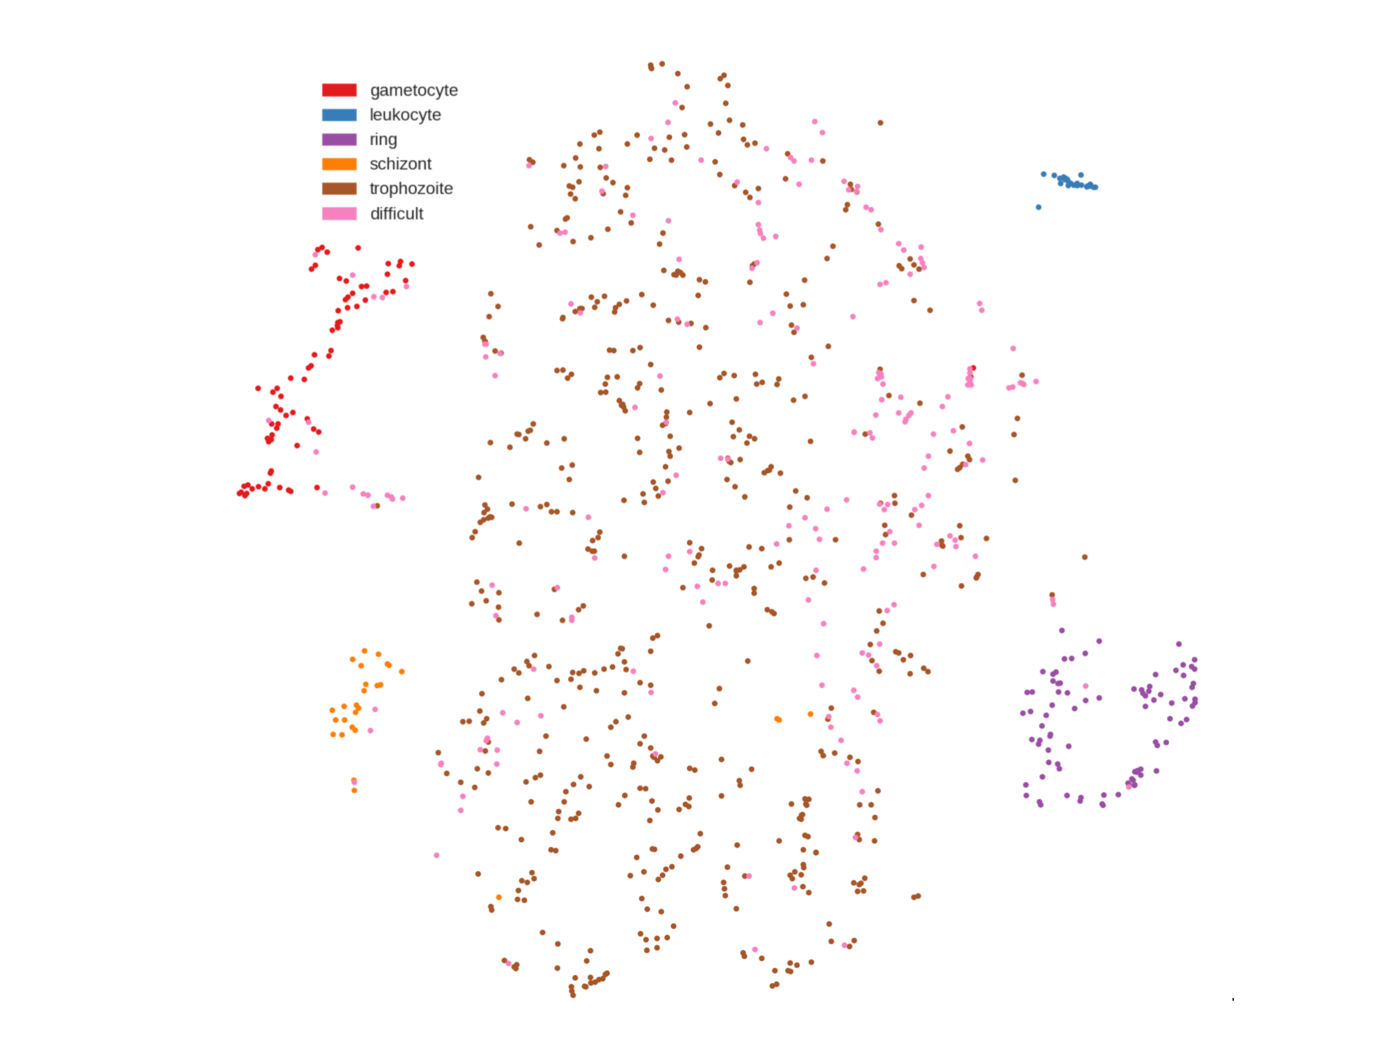 gametocyte
leukocyte
ring
schizont
trophozoite
difficult